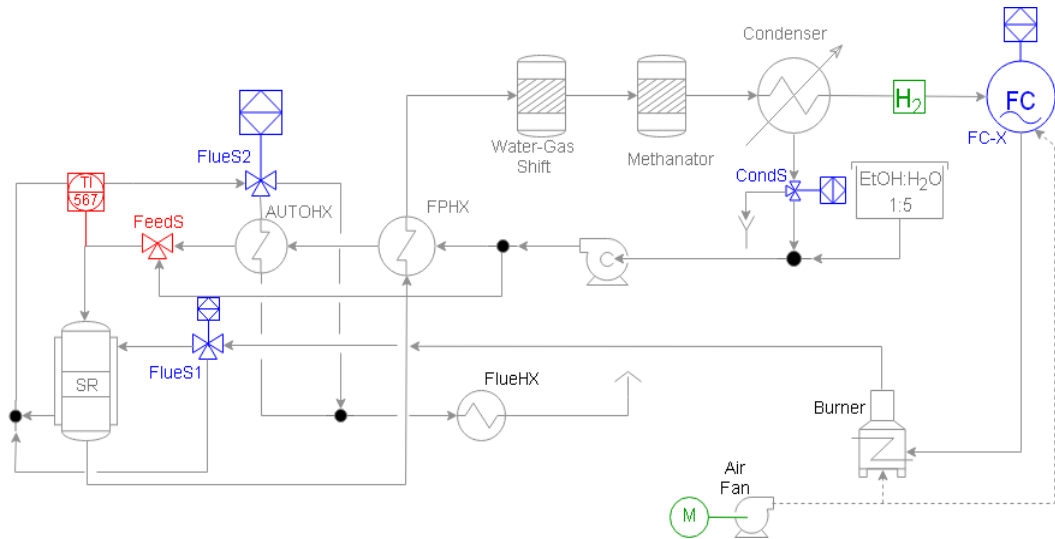 Condenser
H₂
FC
FC-X
Water-Gas
Shift
Methanator
FlueS2
CondS
EtOH:H₂O
1:5
TI
567
FeedS
AUTOHX
FPHX
C
FlueS1
SR
FlueHX
Burner
Air
Fan
M